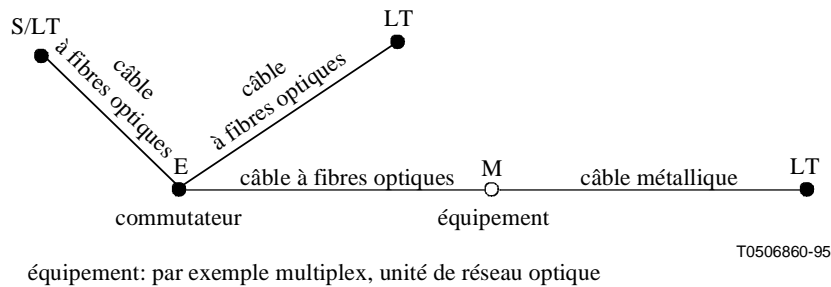 S/LT
LT
câble
à fibres optiques
câble
à fibres optiques
E
câble à fibres optiques
M
câble métallique
LT
commutateur
équipement
T0506860-95
équipement: par exemple multiplex, unité de réseau optique